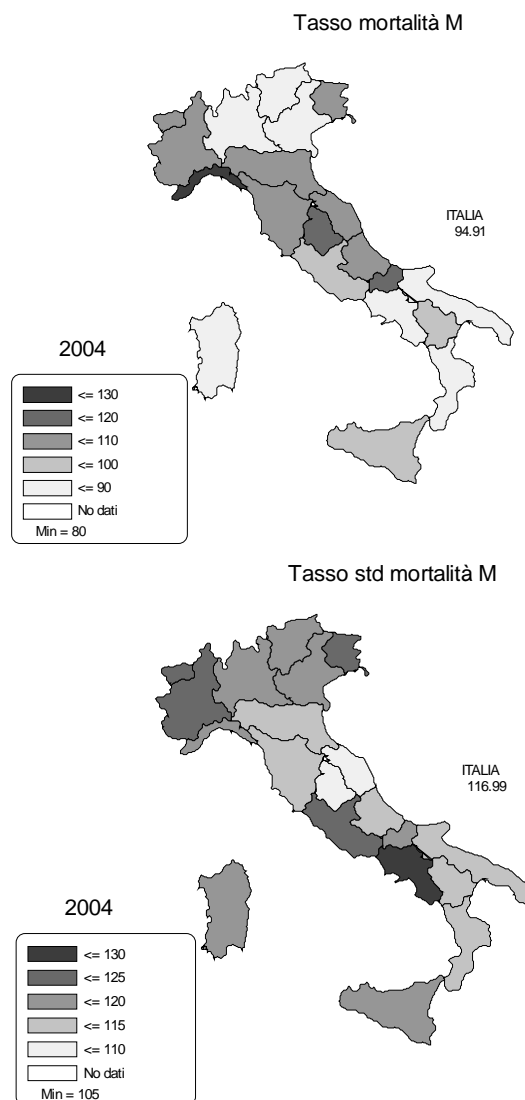 Tasso mortalità M
ITALIA
94.91
2004
<= 130
<= 120
<= 110
<= 100
<= 90
No dati
Min = 80
Tasso std mortalità M
ITALIA
116.99
2004
<= 130
<= 125
<= 120
<= 115
<= 110
No dati
Min = 105